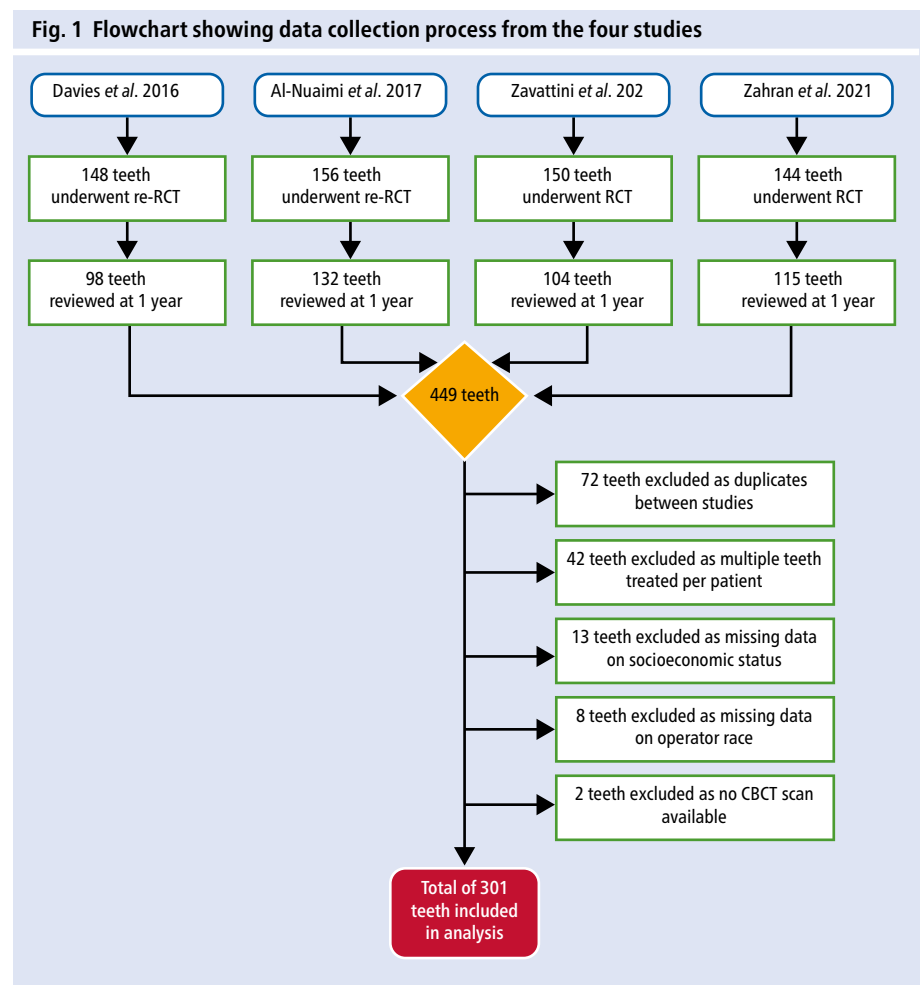 Fig. 1 Flowchart showing data collection process from the four studies
Davies et al. 2016
Al-Nuaimi et al. 2017
Zavattini et al. 202
Zahran et al. 2021
148 teeth
underwent re-RCT
156 teeth
underwent re-RCT
150 teeth
underwent RCT
144 teeth
underwent RCT
98 teeth
reviewed at 1 year
132 teeth
reviewed at 1 year
104 teeth
reviewed at 1 year
115 teeth
reviewed at 1 year
449 teeth
72 teeth excluded as duplicates
between studies
42 teeth excluded as multiple teeth
treated per patient
13 teeth excluded as missing data
on socioeconomic status
8 teeth excluded as missing data
on operator race
2 teeth excluded as no CBCT scan
available
Total of 301
teeth included
in analysis